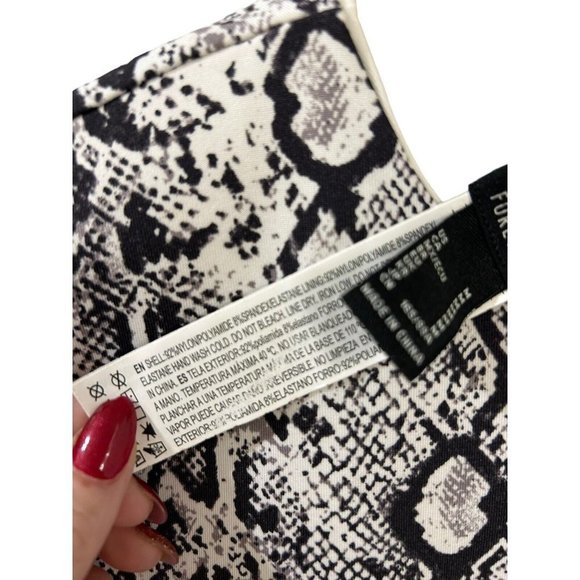 FORE
MADE IN CHINA
EN SHELL:92%NYLON/POLYAMIDE 8%SPANDEX/ELASTANE LINING:92%NYLON/POLYAMIDE 8%SPANDEX/
ELASTANE HAND WASH COLD. DO NOT BLEACH. LINE DRY. IRON LOW. DO NOT
IN CHINA. ES TELA EXTERIOR:92%poliamida 8%elastano FORRO
A MANO. TEMPERATURA MAXIMA 40 ºC. NO USAR BLANQUEADOR
PLANCHAR A UNA TEMPERATURA MAXIMA DE LA BASE DE 110
VAPOR PUEDE CAUSAR DAÑO IRREVERSIBLE. NO LIMPIEZA EN
EXTERIOR:92%POLIAMIDA 8%ELASTANO FORRO:92%POLIA